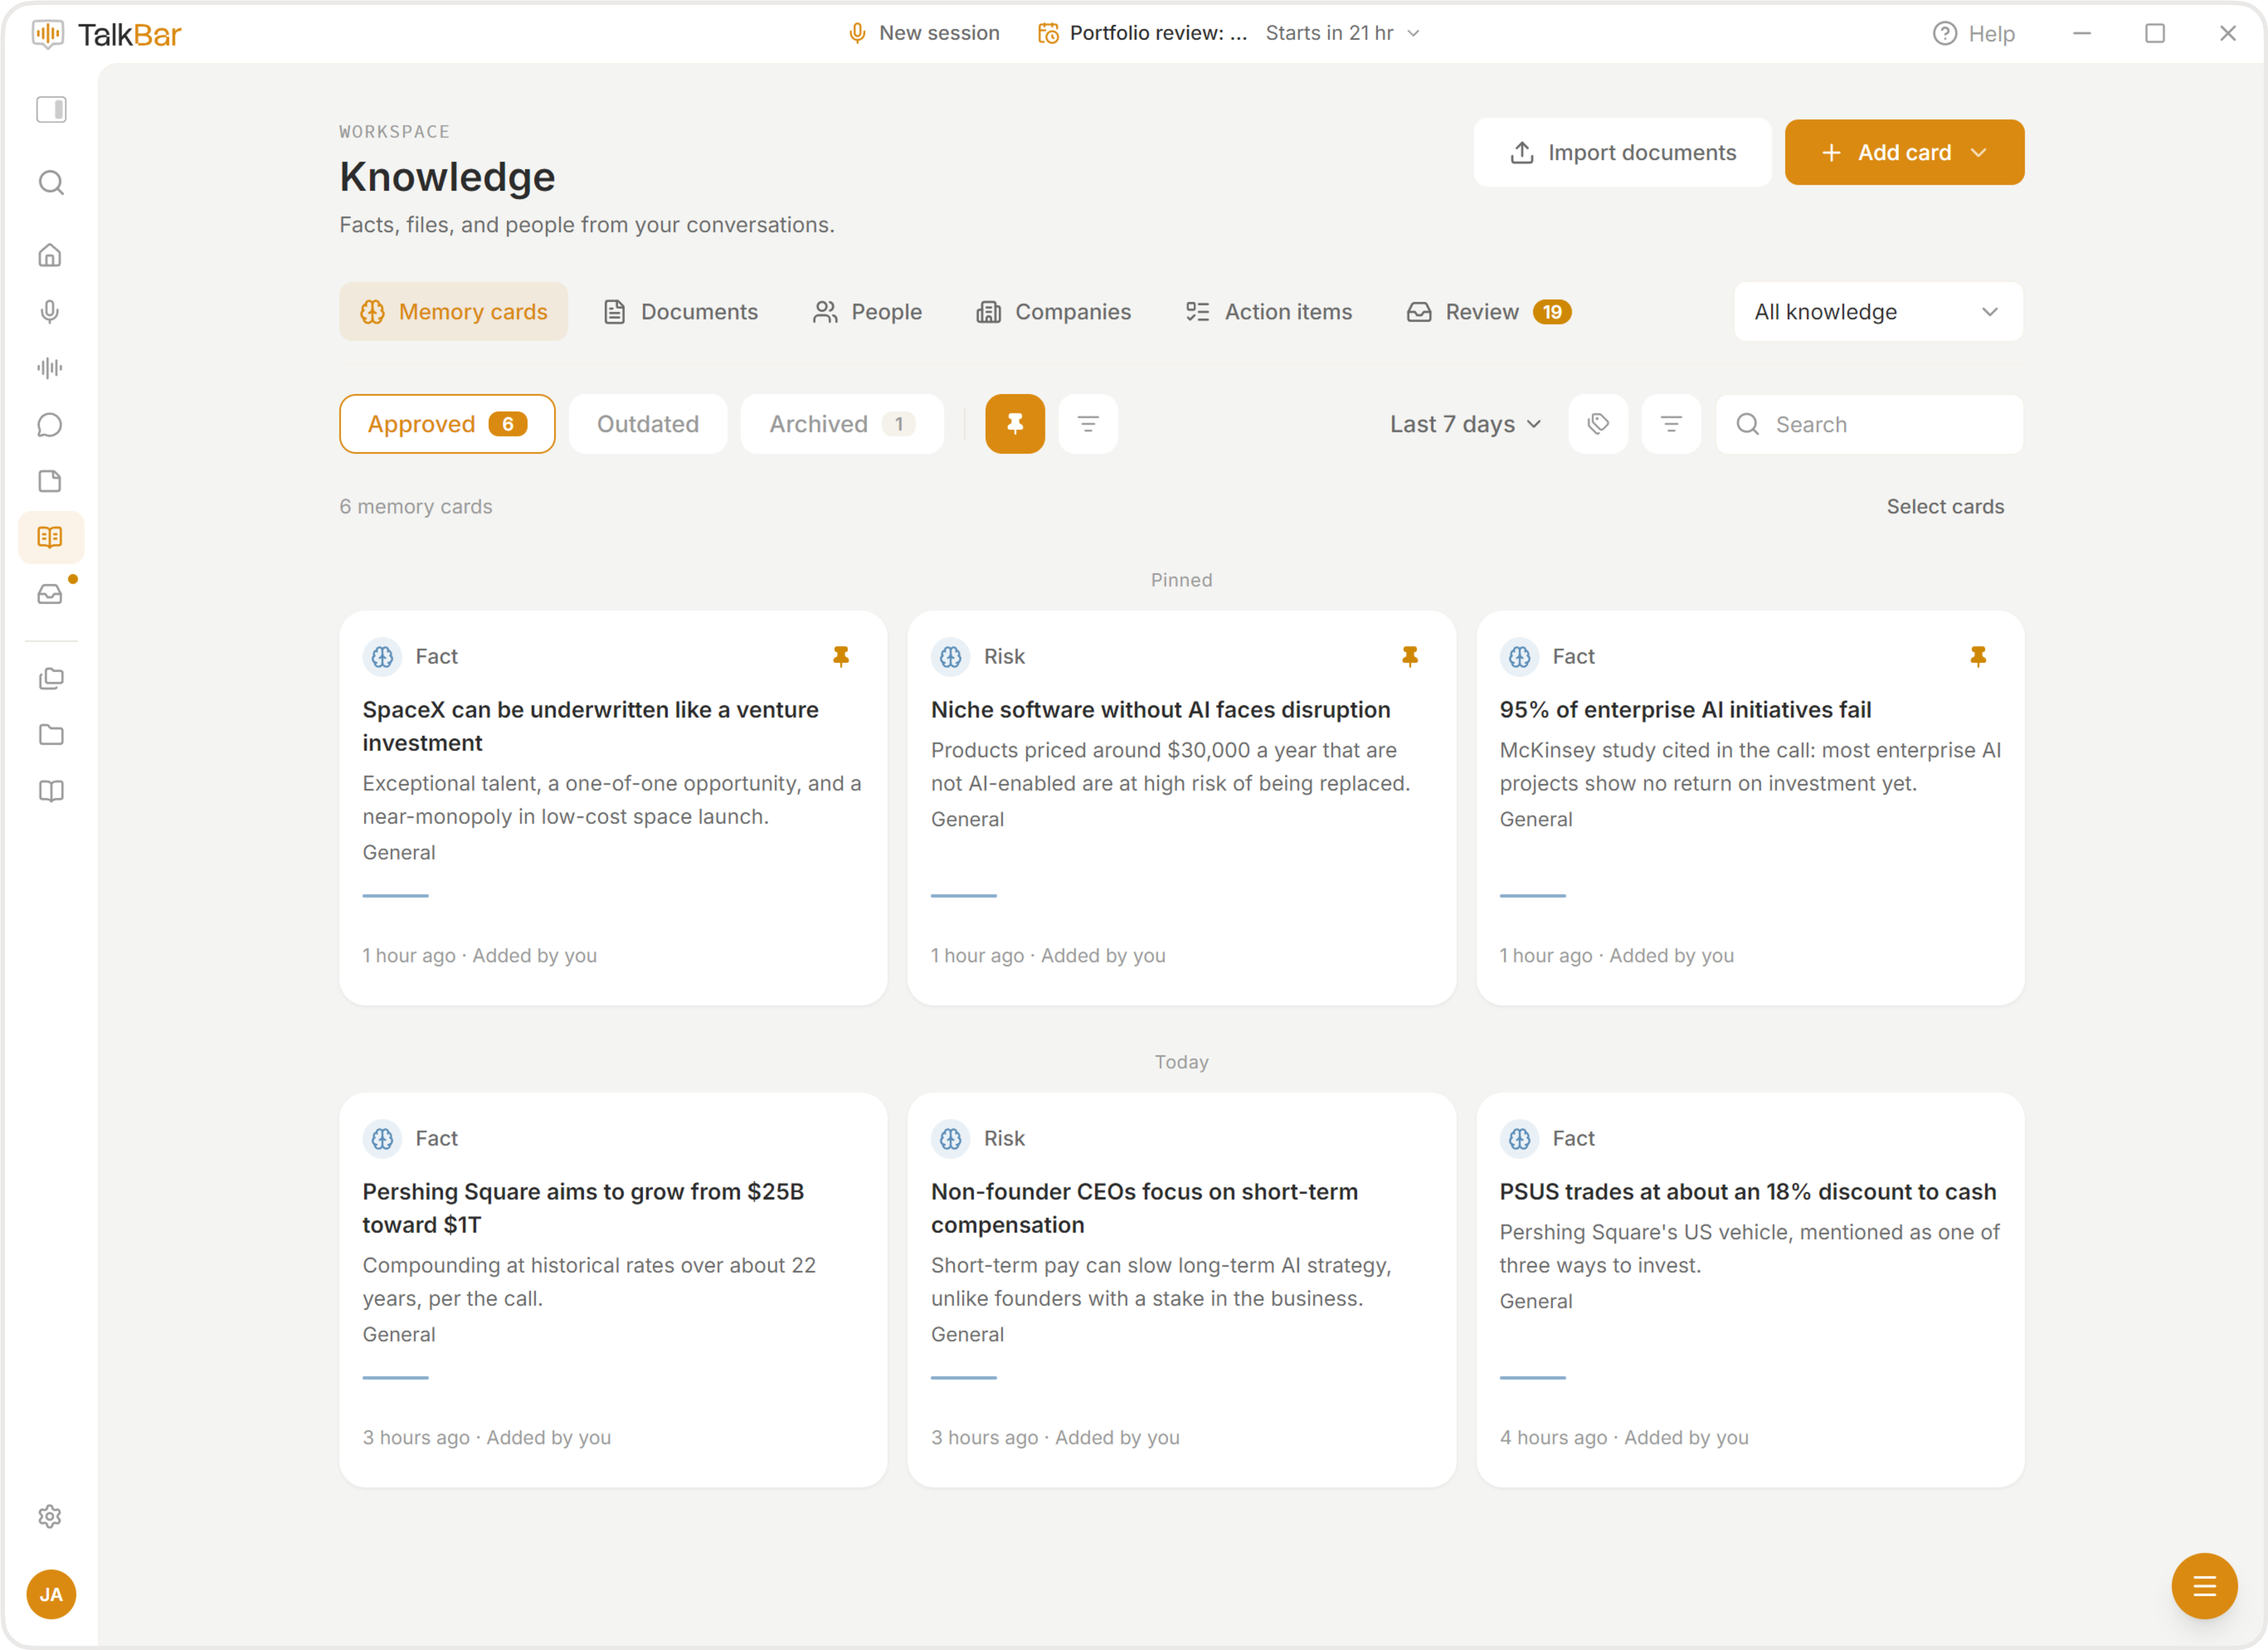 TalkBar
New session
Portfolio review: ...
Starts in 21 hr
Help
WORKSPACE
Knowledge
Facts, files, and people from your conversations.
Import documents
Add card
Memory cards
Documents
People
Companies
Action items
Review 19
All knowledge
Approved 6
Outdated
Archived 1
Last 7 days
Search
6 memory cards
Select cards
Pinned
Fact
SpaceX can be underwritten like a venture
investment
Exceptional talent, a one-of-one opportunity, and a
near-monopoly in low-cost space launch.
General
1 hour ago · Added by you
Risk
Niche software without AI faces disruption
Products priced around $30,000 a year that are
not AI-enabled are at high risk of being replaced.
General
1 hour ago · Added by you
Fact
95% of enterprise AI initiatives fail
McKinsey study cited in the call: most enterprise AI
projects show no return on investment yet.
General
1 hour ago · Added by you
Today
Fact
Pershing Square aims to grow from $25B
toward $1T
Compounding at historical rates over about 22
years, per the call.
General
3 hours ago · Added by you
Risk
Non-founder CEOs focus on short-term
compensation
Short-term pay can slow long-term AI strategy,
unlike founders with a stake in the business.
General
3 hours ago · Added by you
Fact
PSUS trades at about an 18% discount to cash
Pershing Square's US vehicle, mentioned as one of
three ways to invest.
General
4 hours ago · Added by you
JA